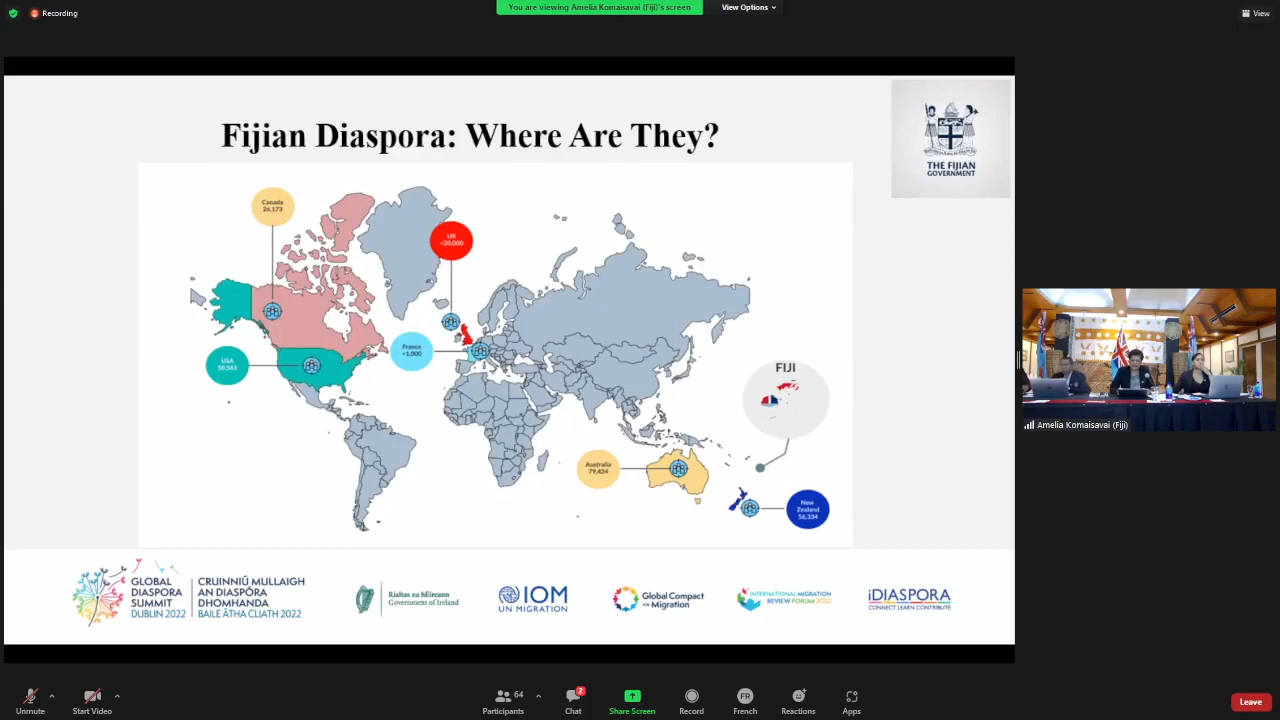 Recording
You are viewing Amelia Komaisavai (Fiji)'s screen
View Options
View
Fijian Diaspora: Where Are They?
THE FIJIAN
GOVERNMENT
Canada
26,173
UK
<20,000
France
<1,000
USA
FIJI
Australia
79,424
New
Zealand
56,334
Amelia Komaisavai (Fiji)
GLOBAL
DIASPORA
SUMMIT
DUBLIN 2022
CRUINNIÚ MULLAIGH
AN DIASPÓRA
DHOMHANDA
BAILE ÁTHA CLIATH 2022
Rialtas na hÉireann
Government of Ireland
IOM
UN MIGRATION
Global Compact
for Migration
INTERNATIONAL MIGRATION
REVIEW FORUM 2022
iDIASPORA
CONNECT LEARN CONTRIBUTE
Unmute
Start Video
64
Participants
2
Chat
Share Screen
Record
FR
French
Reactions
Apps
Leave